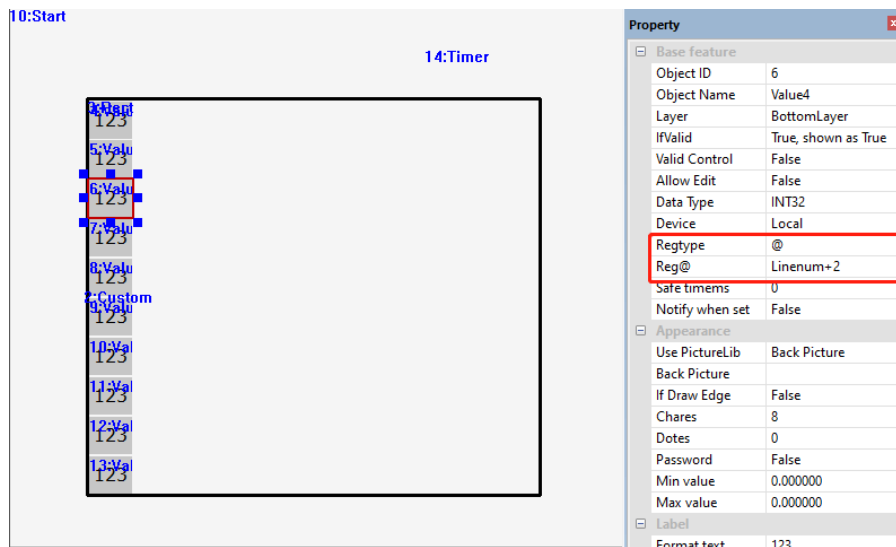 10:Start
14:Timer
123
5:Valu
123
6:Valu
123
7:Valu
123
8:Valu
123
2:Custom
9:Valu
123
10:Val
123
11:Val
123
12:Val
123
13:Val
123
Property
Base feature
Object ID 6
Object Name Value4
Layer BottomLayer
IfValid True, shown as True
Valid Control False
Allow Edit False
Data Type INT32
Device Local
Regtype @
Reg@ Linenum+2
Safe timems 0
Notify when set False
Appearance
Use PictureLib Back Picture
Back Picture
If Draw Edge False
Chares 8
Dotes 0
Password False
Min value 0.000000
Max value 0.000000
Label
Format text 123